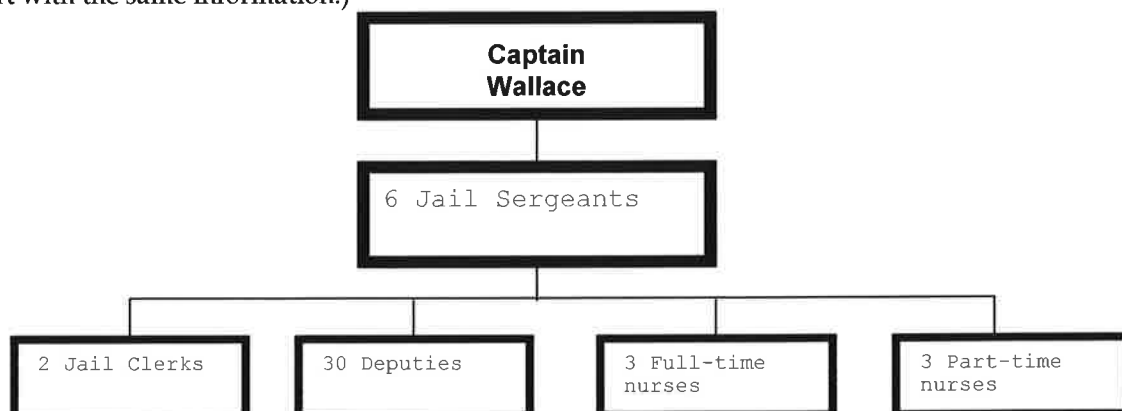 rt with the same information.)
Captain
Wallace
6 Jail Sergeants
2 Jail Clerks
30 Deputies
3 Full-time
nurses
3 Part-time
nurses